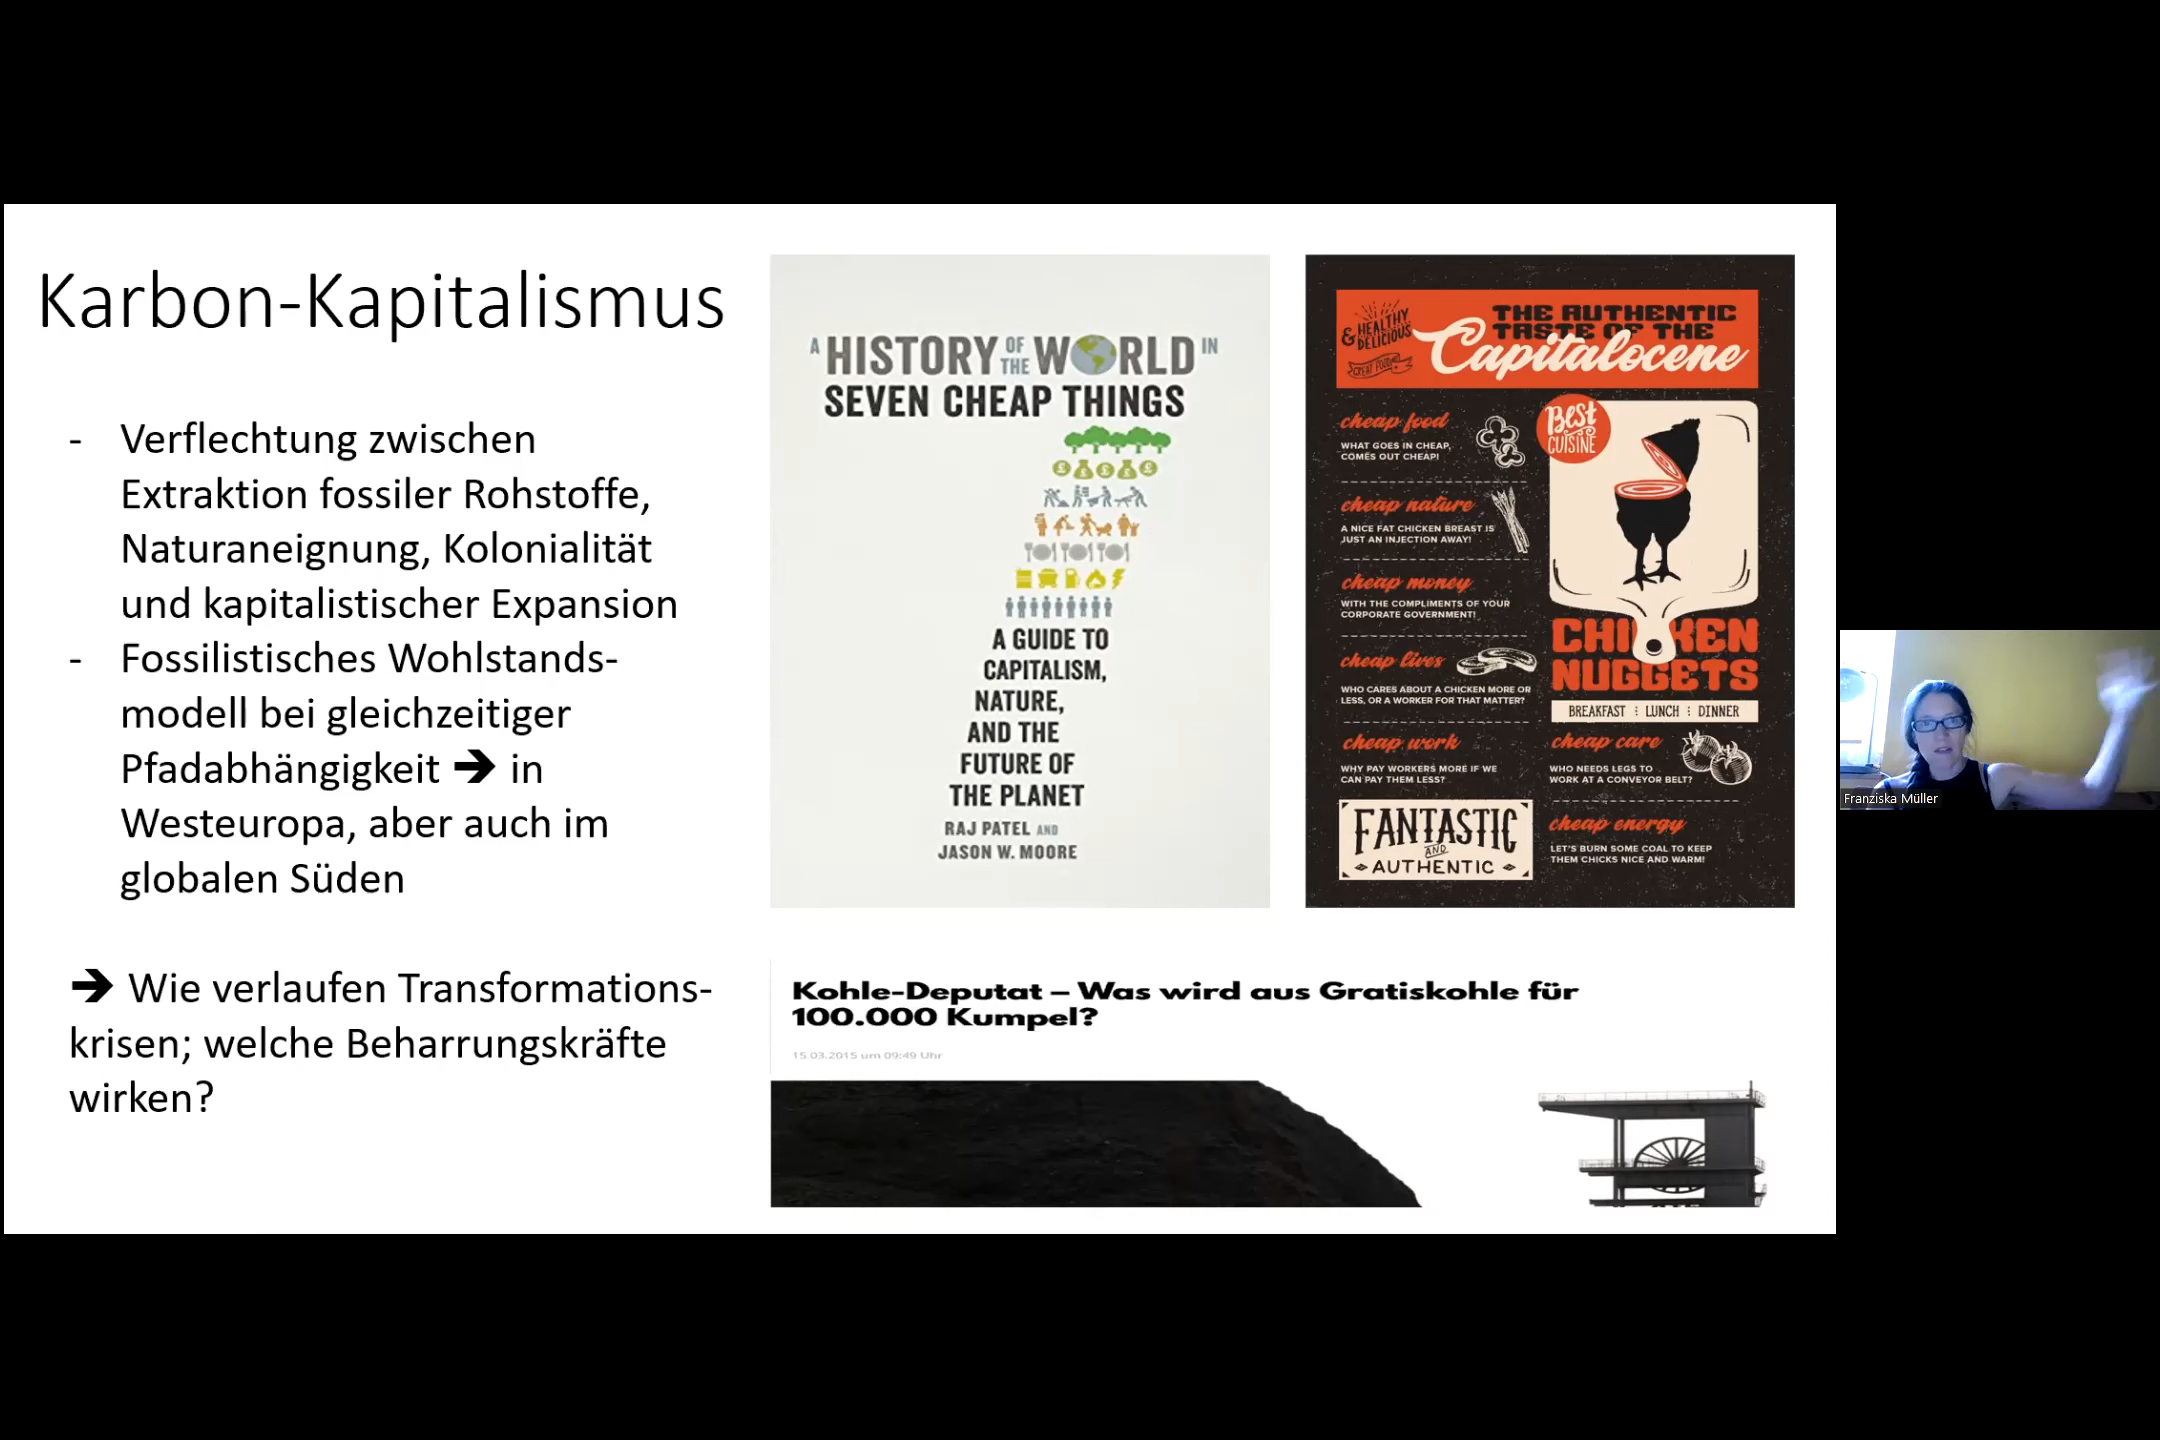 Karbon-Kapitalismus
- Verflechtung zwischen
Extraktion fossiler Rohstoffe,
Naturaneignung, Kolonialität
und kapitalistischer Expansion
- Fossilistisches Wohlstands-
modell bei gleichzeitiger
Pfadabhängigkeit ➔ in
Westeuropa, aber auch im
globalen Süden
➔ Wie verlaufen Transformations-
krisen; welche Beharrungskräfte
wirken?
A HISTORY OF THE WORLD IN
SEVEN CHEAP THINGS
A GUIDE TO
CAPITALISM,
NATURE,
AND THE
FUTURE OF
THE PLANET
RAJ PATEL AND
JASON W. MOORE
& HEALTHY
DELICIOUS
GREAT FOOD
THE AUTHENTIC
TASTE OF THE
Capitalocene
cheap food
WHAT GOES IN CHEAP,
COMES OUT CHEAP!
cheap nature
A NICE FAT CHICKEN BREAST IS
JUST AN INJECTION AWAY!
cheap money
WITH THE COMPLIMENTS OF YOUR
CORPORATE GOVERNMENT!
cheap lives
WHO CARES ABOUT A CHICKEN MORE OR
LESS, OR A WORKER FOR THAT MATTER?
cheap work
WHY PAY WORKERS MORE IF WE
CAN PAY THEM LESS?
FANTASTIC
AND
AUTHENTIC
BEST
CUISINE
CHICKEN
NUGGETS
BREAKFAST LUNCH DINNER
cheap care
WHO NEEDS LEGS TO
WORK AT A CONVEYOR BELT?
cheap energy
LET'S BURN SOME COAL TO KEEP
THEM CHICKS NICE AND WARM!
Kohle-Deputat – Was wird aus Gratiskohle für
100.000 Kumpel?
15.03.2015 um 09:49 Uhr
Franziska Müller